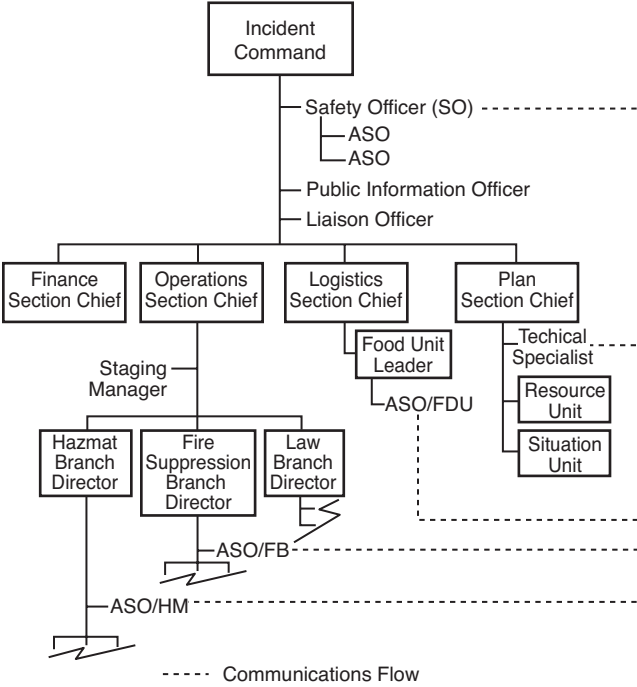 Incident
Command
Safety Officer (SO)
ASO
ASO
Public Information Officer
Liaison Officer
Finance
Section Chief
Operations
Section Chief
Logistics
Section Chief
Plan
Section Chief
Food Unit
Leader
Techical
Specialist
Staging
Manager
ASO/FDU
Resource
Unit
Situation
Unit
Hazmat
Branch
Director
Fire
Suppression
Branch
Director
Law
Branch
Director
ASO/FB
ASO/HM
Communications Flow